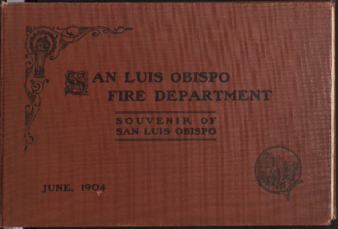 SAN LUIS OBISPO
FIRE DEPARTMENT
SOUVENIR OF
SAN LUIS OBISPO
JUNE, 1904